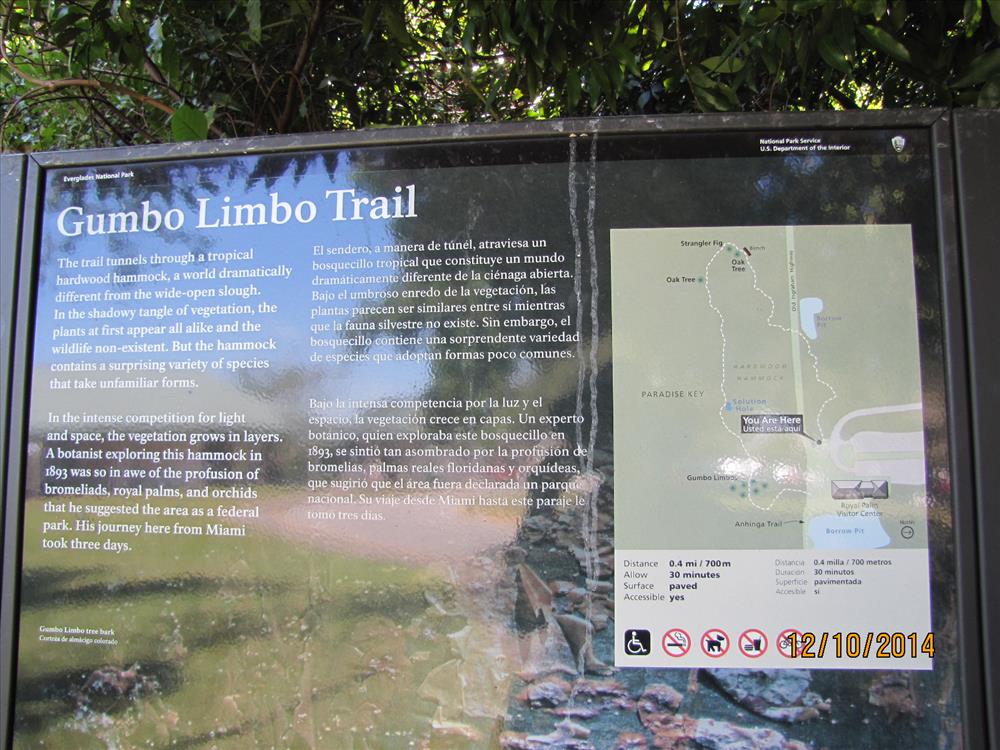 National Park Service
U.S. Department of the Interior
Everglades National Park
Gumbo Limbo Trail
The trail tunnels through a tropical
hardwood hammock, a world dramatically
different from the wide-open slough.
In the shadowy tangle of vegetation, the
plants at first appear all alike and the
wildlife non-existent. But the hammock
contains a surprising variety of species
that take unfamiliar forms.
In the intense competition for light
and space, the vegetation grows in layers.
A botanist exploring this hammock in
1893 was so in awe of the profusion of
bromeliads, royal palms, and orchids
that he suggested the area as a federal
park. His journey here from Miami
took three days.
Gumbo Limbo tree bark
Corteza de almácigo colorado
El sendero, a manera de túnel, atraviesa un
bosquecillo tropical que constituye un mundo
dramáticamente diferente de la ciénaga abierta.
Bajo el umbroso enredo de la vegetación, las
plantas parecen ser similares entre sí mientras
que la fauna silvestre no existe. Sin embargo, el
bosquecillo contiene una sorprendente variedad
de especies que adoptan formas poco comunes.
Bajo la intensa competencia por la luz y el
espacio, la vegetación crece en capas. Un experto
botánico, quien exploraba este bosquecillo en
1893, se sintió tan asombrado por la profusión de
bromelias, palmas reales floridanas y orquídeas,
que sugirió que el área fuera declarada un parque
nacional. Su viaje desde Miami hasta este paraje le
tomó tres días.
Strangler Fig
Bench
Oak
Tree
Oak Tree
Old Ingraham Highway
Borrow
Pit
HARDWOOD
HAMMOCK
PARADISE KEY
Solution
Hole
You Are Here
Usted está aquí
Gumbo Limbos
Royal Palm
Visitor Center
Anhinga Trail
Borrow Pit
North
Distance 0.4 mi / 700 m
Allow 30 minutes
Surface paved
Accessible yes
Distancia 0.4 milla / 700 metros
Duración 30 minutos
Superficie pavimentada
Accesible sí
12/10/2014